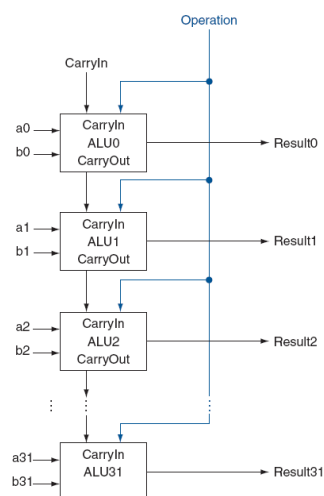 Operation
CarryIn
a0
b0
CarryIn
ALU0
CarryOut
Result0
a1
b1
CarryIn
ALU1
CarryOut
Result1
a2
b2
CarryIn
ALU2
CarryOut
Result2
a31
b31
CarryIn
ALU31
Result31